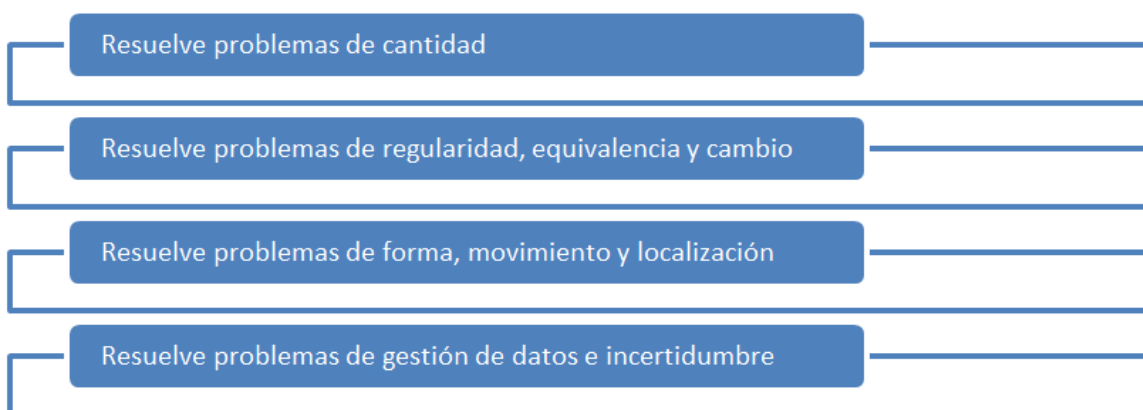 Resuelve problemas de cantidad
Resuelve problemas de regularidad, equivalencia y cambio
Resuelve problemas de forma, movimiento y localización
Resuelve problemas de gestión de datos e incertidumbre